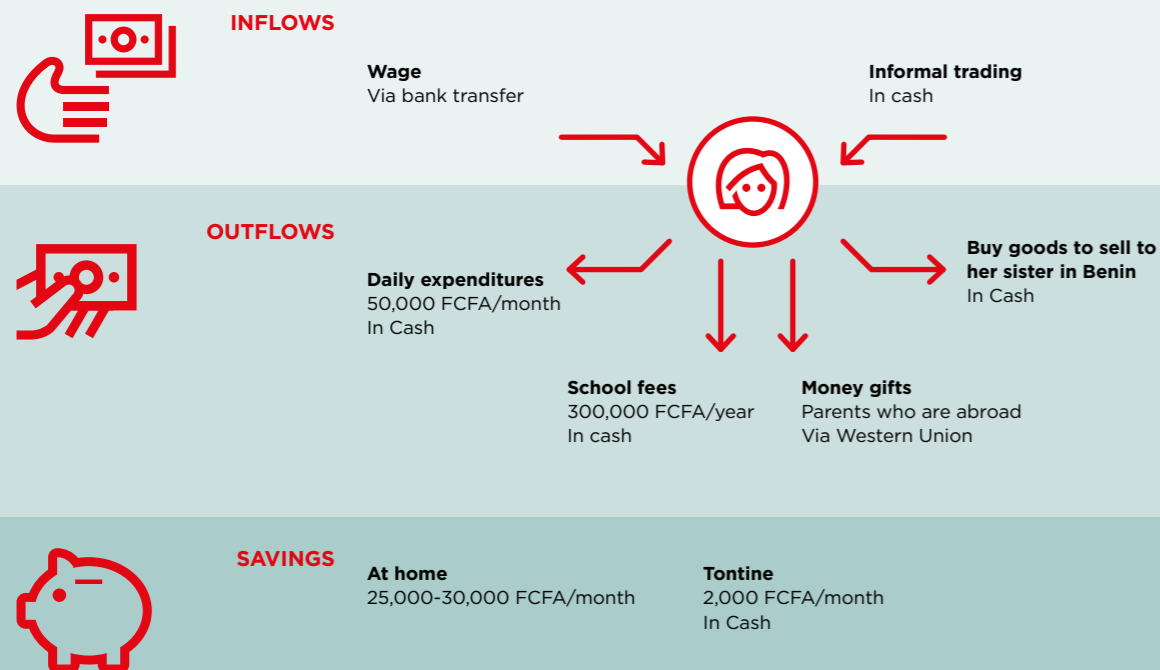 INFLOWS
Wage
Via bank transfer
Informal trading
In cash
OUTFLOWS
Daily expenditures
50,000 FCFA/month
In Cash
School fees
300,000 FCFA/year
In cash
Money gifts
Parents who are abroad
Via Western Union
Buy goods to sell to
her sister in Benin
In Cash
SAVINGS
At home
25,000-30,000 FCFA/month
Tontine
2,000 FCFA/month
In Cash